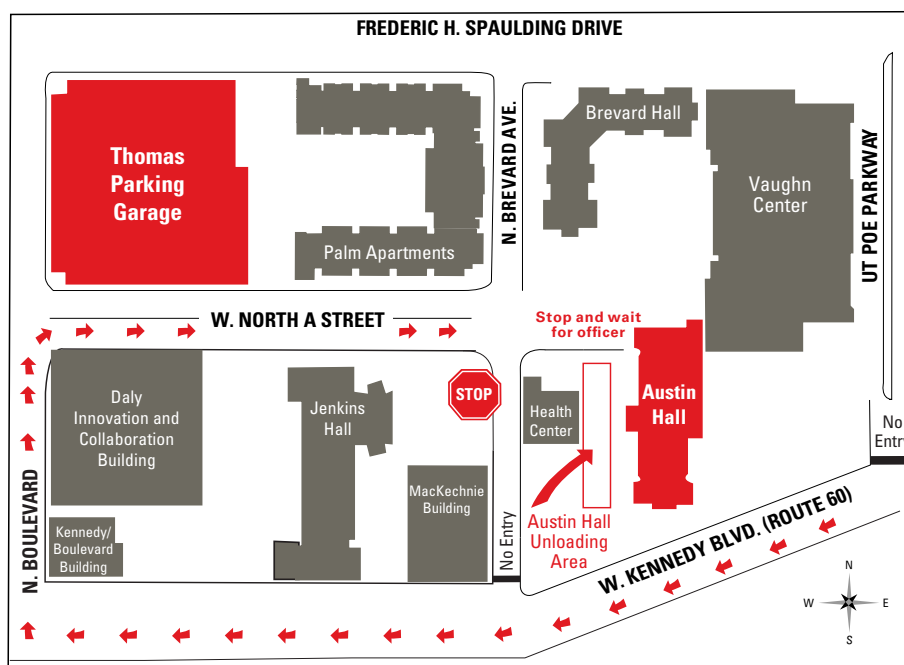 FREDERIC H. SPAULDING DRIVE
Thomas
Parking
Garage
Palm Apartments
N. BREVARD AVE.
Brevard Hall
Vaughn
Center
UT POE PARKWAY
W. NORTH A STREET
Stop and wait
for officer
Daly
Innovation and
Collaboration
Building
Jenkins
Hall
STOP
Health
Center
Austin
Hall
No
Entry
N. BOULEVARD
Kennedy/
Boulevard
Building
MacKechnie
Building
No Entry
Austin Hall
Unloading
Area
W. KENNEDY BLVD. (ROUTE 60)
N
W
E
S